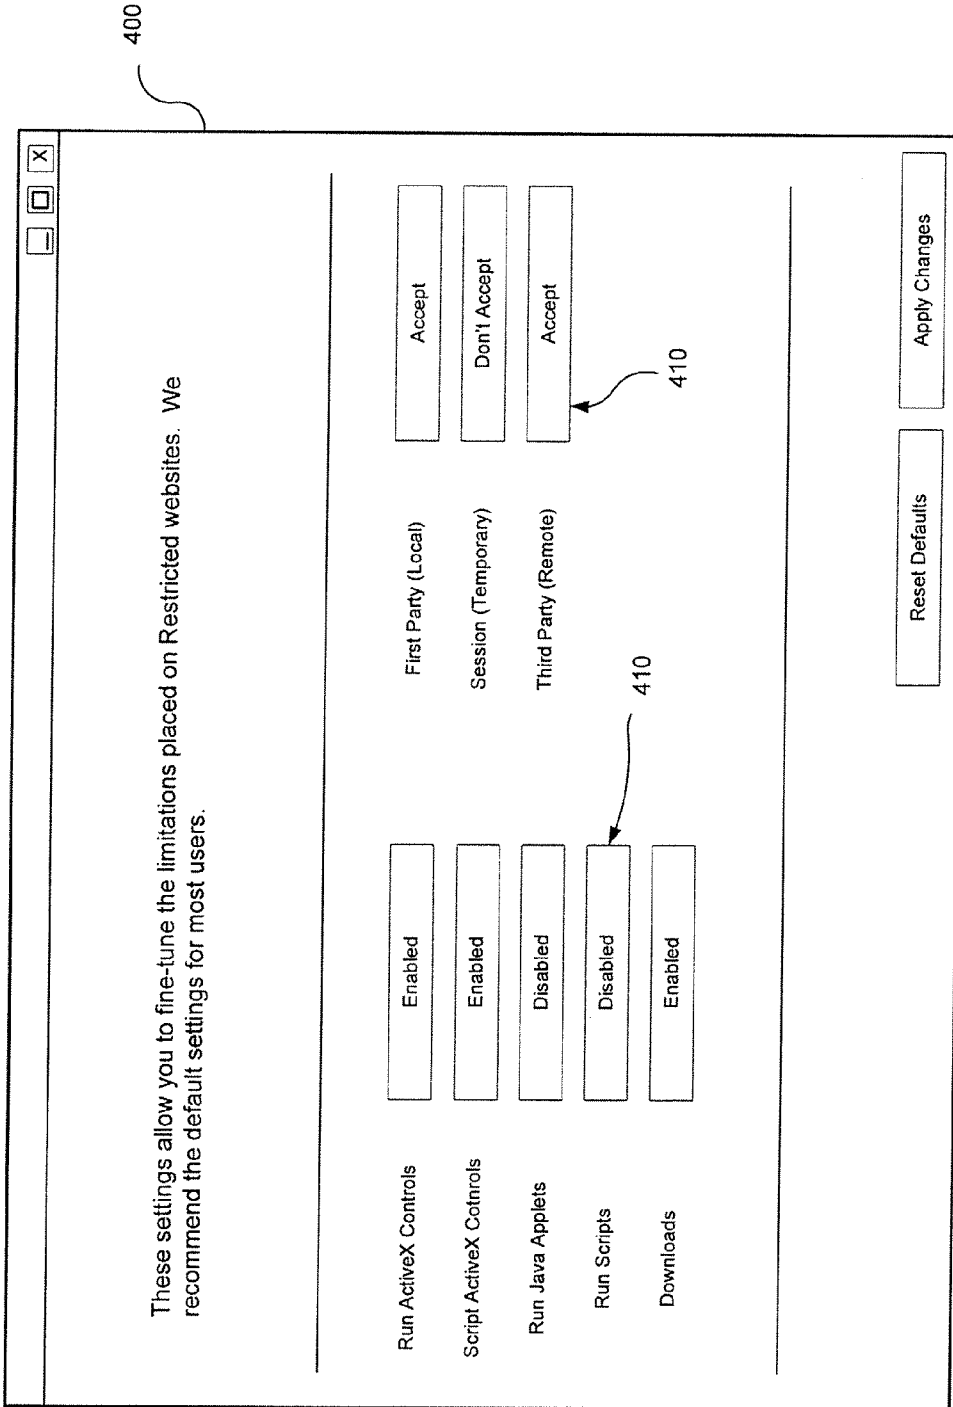 400
X
These settings allow you to fine-tune the limitations placed on Restricted websites. We
recommend the default settings for most users.
Run ActiveX Controls
Enabled
First Party (Local)
Accept
Script ActiveX Cotnrols
Enabled
Session (Temporary)
Don't Accept
Run Java Applets
Disabled
Third Party (Remote)
Accept
Run Scripts
Disabled
410
410
Downloads
Enabled
Reset Defaults
Apply Changes